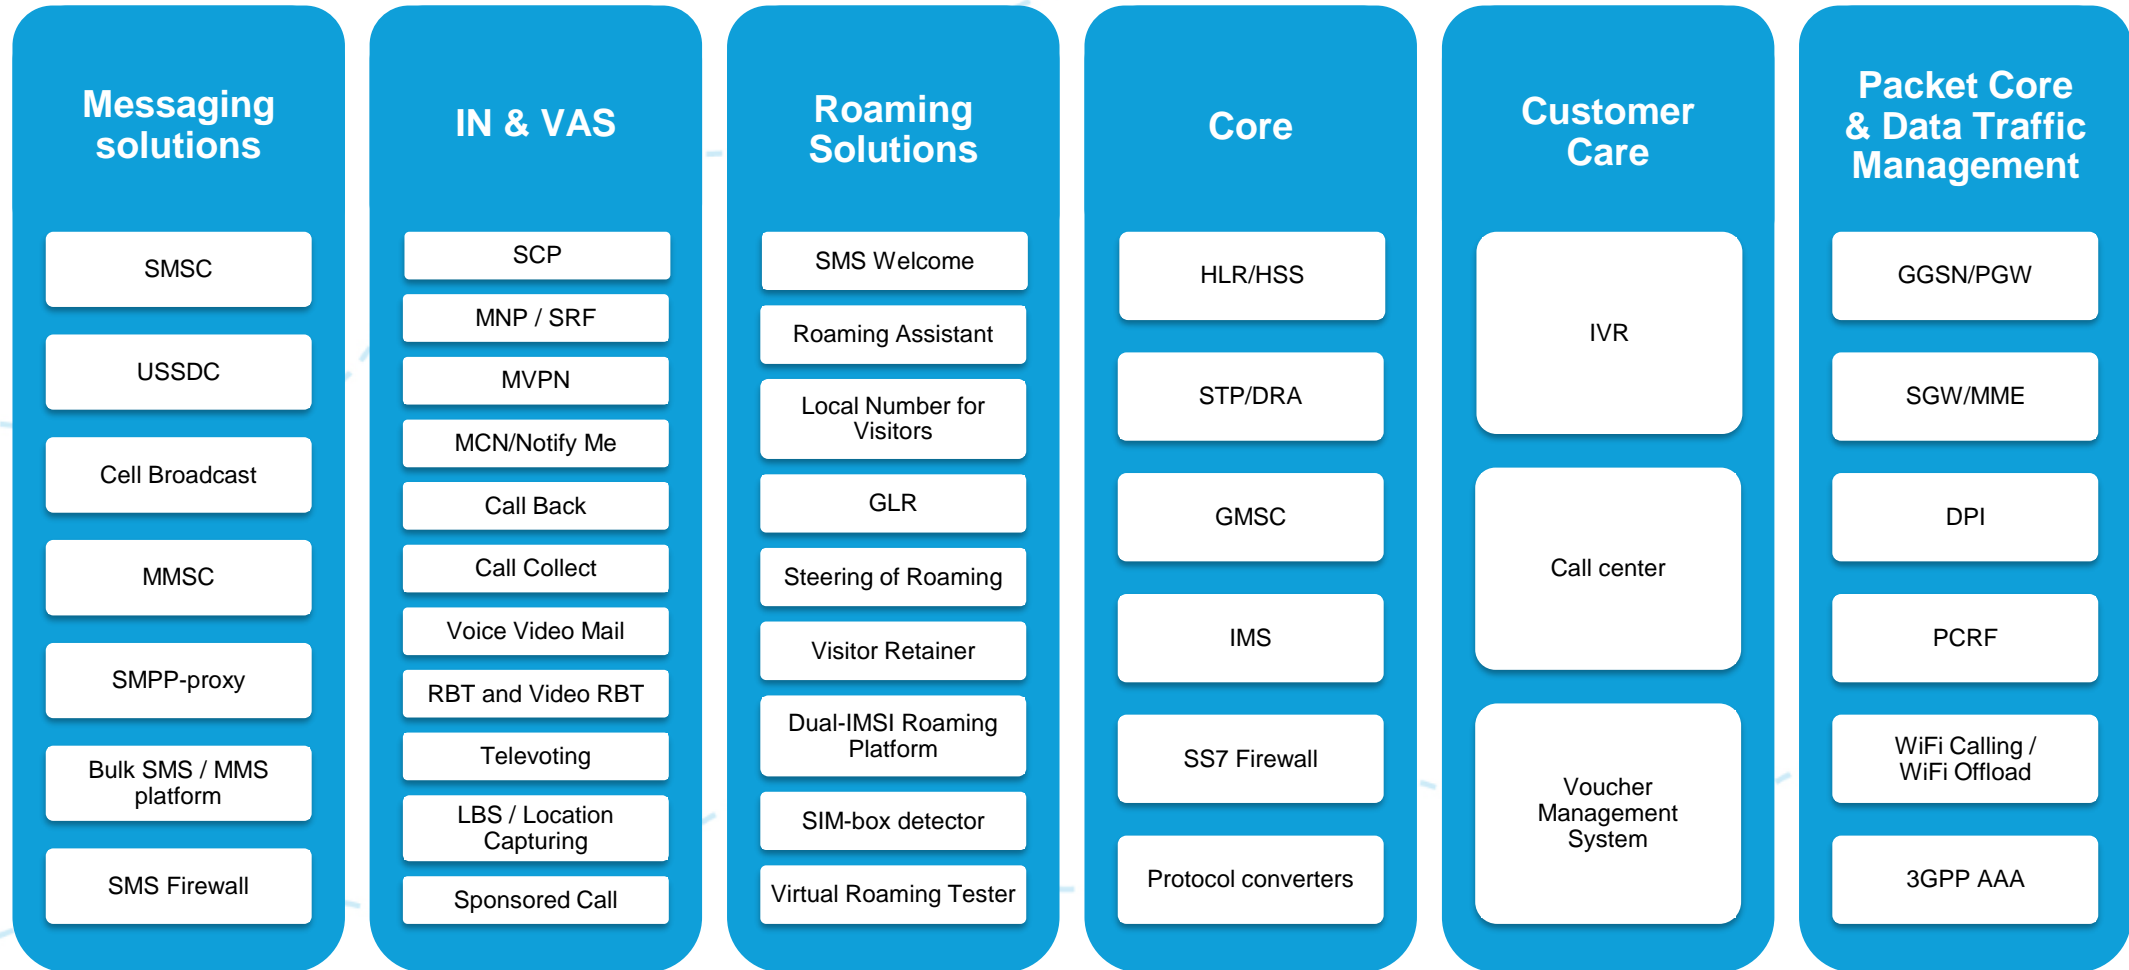 Messaging
solutions
SMSC
USSDC
Cell Broadcast
MMSC
SMPP-proxy
Bulk SMS / MMS
platform
SMS Firewall
IN & VAS
SCP
MNP / SRF
MVPN
MCN/Notify Me
Call Back
Call Collect
Voice Video Mail
RBT and Video RBT
Televoting
LBS / Location
Capturing
Sponsored Call
Roaming
Solutions
SMS Welcome
Roaming Assistant
Local Number for
Visitors
GLR
Steering of Roaming
Visitor Retainer
Dual-IMSI Roaming
Platform
SIM-box detector
Virtual Roaming Tester
Core
HLR/HSS
STP/DRA
GMSC
IMS
SS7 Firewall
Protocol converters
Customer
Care
IVR
Call center
Voucher
Management
System
Packet Core
& Data Traffic
Management
GGSN/PGW
SGW/MME
DPI
PCRF
WiFi Calling /
WiFi Offload
3GPP AAA